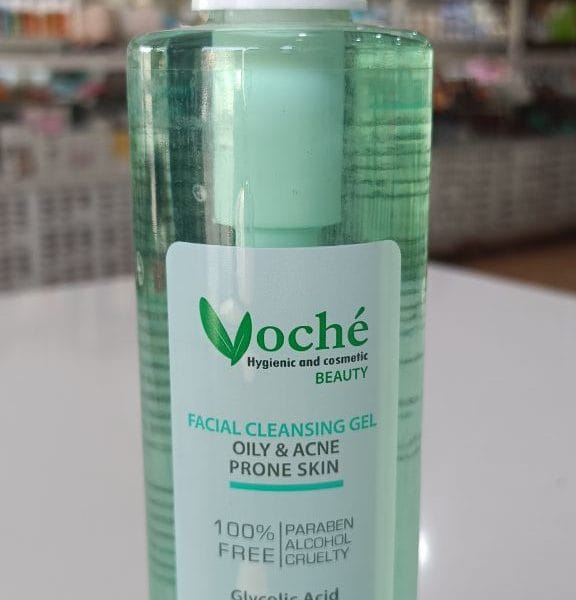 Voché
Hygienic and cosmetic
BEAUTY
FACIAL CLEANSING GEL
OILY & ACNE
PRONE SKIN
100% FREE
PARABEN
ALCOHOL
CRUELTY
Glycolic Acid